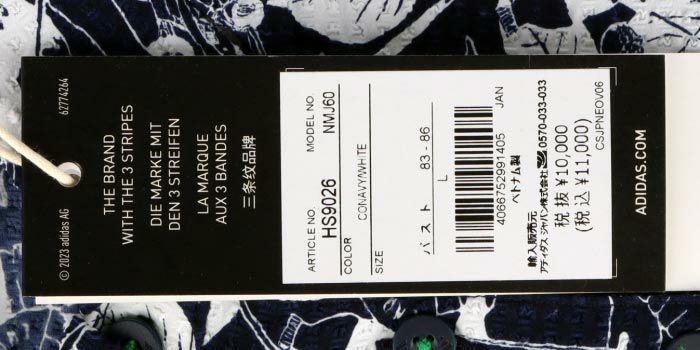 62774264
© 2023 adidas AG
THE BRAND
WITH THE 3 STRIPES
DIE MARKE MIT
DEN 3 STREIFEN
LA MARQUE
AUX 3 BANDES
三条纹品牌
ARTICLE NO. MODEL NO.
HS9026 NMJ60
COLOR
CONAVY/WHITE
SIZE
バスト 83 - 86
L
4066752991405 JAN
ベトナム製
輸入販売元
アディダス ジャパン株式会社 0570-033-033
税抜 ¥10,000
(税込 ¥11,000)
CSJPNEOV06
ADIDAS.COM